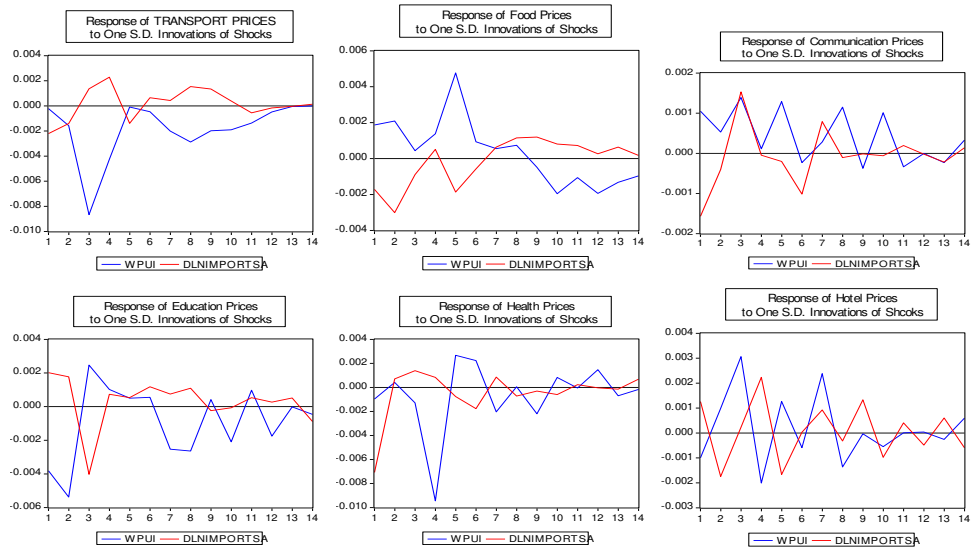 Response of TRANSPORT PRICES
to One S.D. Innovations of Shocks
0.004
0.002
0.000
-0.002
-0.004
-0.006
-0.008
-0.010
1 2 3 4 5 6 7 8 9 10 11 12 13 14
WPUI DLNIMPORTSA
Response of Food Prices
to One S.D. Innovations of Shocks
0.006
0.004
0.002
0.000
-0.002
-0.004
1 2 3 4 5 6 7 8 9 10 11 12 13 14
WPUI DLNIMPORTSA
Response of Communication Prices
to One S.D. Innovations of Shocks
0.002
0.001
0.000
-0.001
-0.002
1 2 3 4 5 6 7 8 9 10 11 12 13 14
WPUI DLNIMPORTSA
Response of Education Prices
to One S.D. Innovations of Shocks
0.004
0.002
0.000
-0.002
-0.004
-0.006
1 2 3 4 5 6 7 8 9 10 11 12 13 14
WPUI DLNIMPORTSA
Response of Health Prices
to One S.D. Innovations of Shcoks
0.004
0.002
0.000
-0.002
-0.004
-0.006
-0.008
-0.010
1 2 3 4 5 6 7 8 9 10 11 12 13 14
WPUI DLNIMPORTSA
Response of Hotel Prices
to One S.D. Innovations of Shcoks
0.004
0.003
0.002
0.001
0.000
-0.001
-0.002
-0.003
1 2 3 4 5 6 7 8 9 10 11 12 13 14
WPUI DLNIMPORTSA